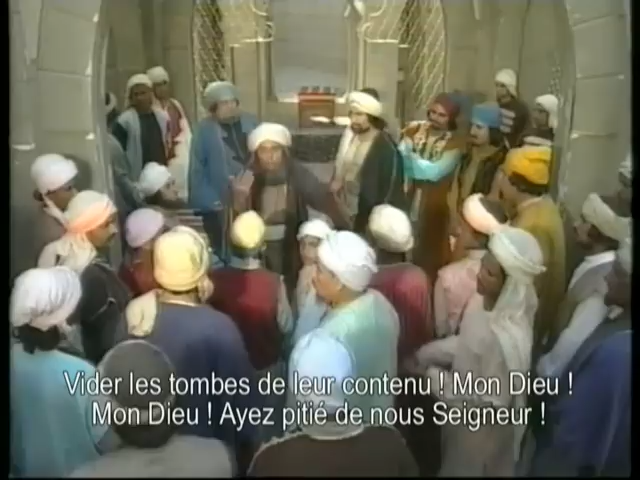 Vider les tombes de leur contenu ! Mon Dieu !
Mon Dieu ! Ayez pitié de nous Seigneur !